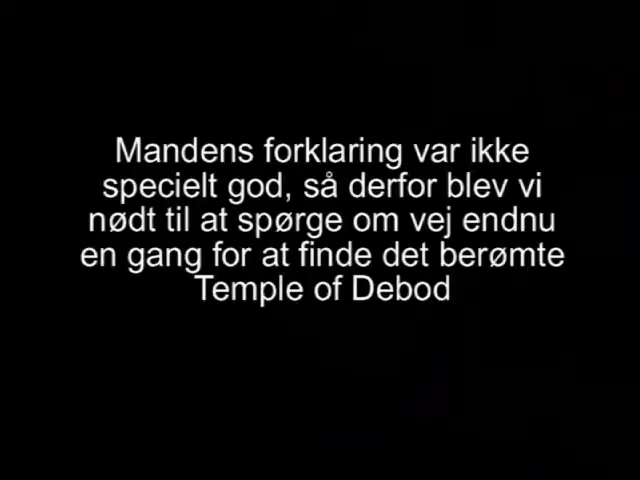 Mandens forklaring var ikke
specielt god, så derfor blev vi
nødt til at spørge om vej endnu
en gang for at finde det berømte
Temple of Debod